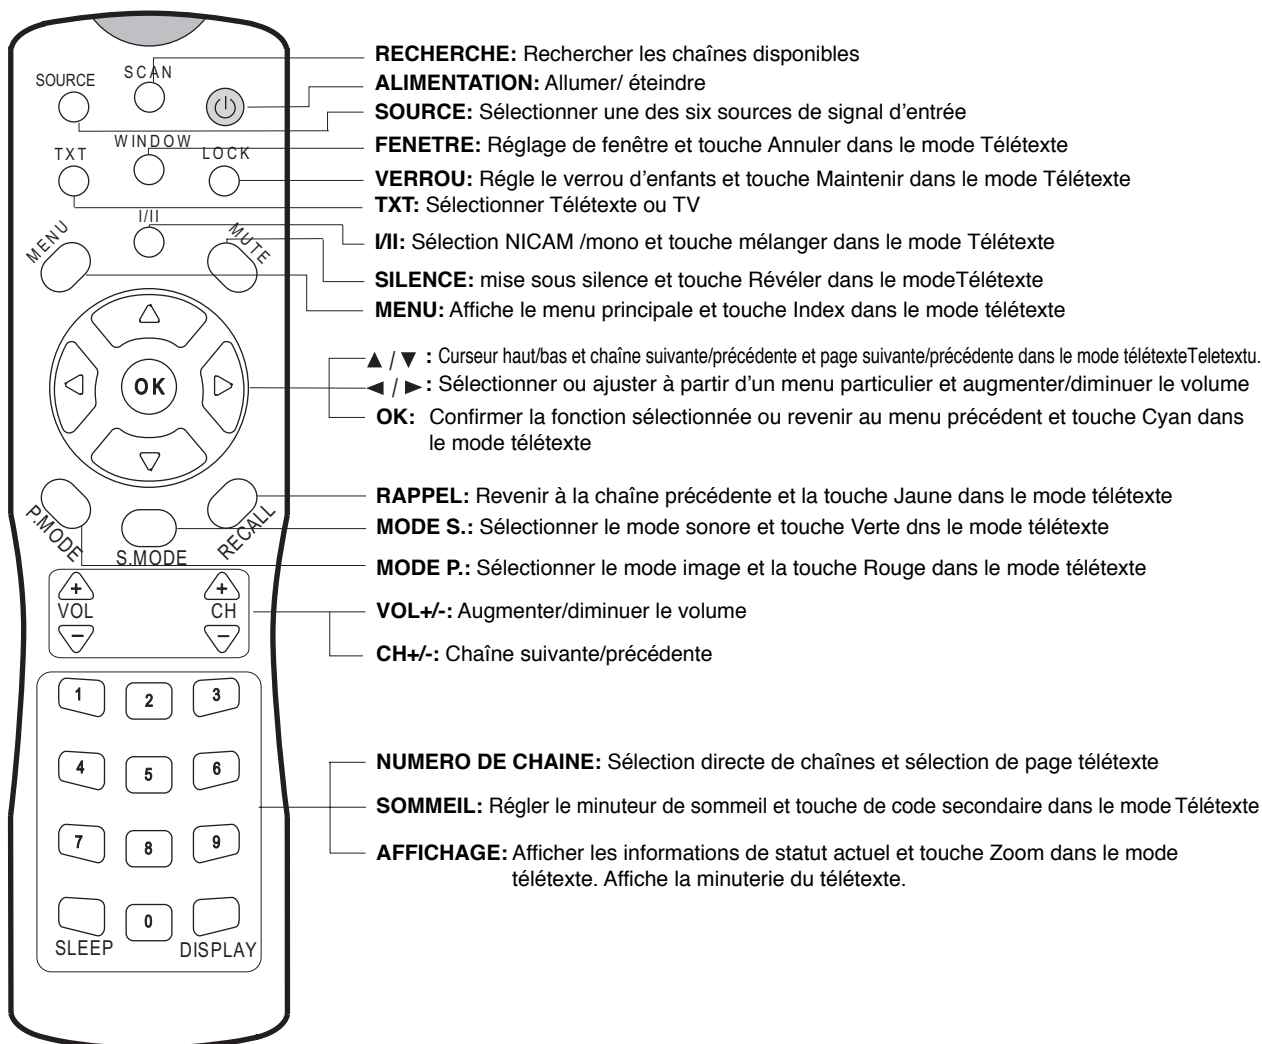 RECHERCHE: Rechercher les chaînes disponibles
ALIMENTATION: Allumer/ éteindre
SOURCE: Sélectionner une des six sources de signal d'entrée
FENETRE: Réglage de fenêtre et touche Annuler dans le mode Télétexte
VERROU: Régle le verrou d'enfants et touche Maintenir dans le mode Télétexte
TXT: Sélectionner Télétexte ou TV
I/II: Sélection NICAM /mono et touche mélanger dans le mode Télétexte
SILENCE: mise sous silence et touche Révéler dans le modeTélétexte
MENU: Affiche le menu principale et touche Index dans le mode télétexte
▲ / ▼ : Curseur haut/bas et chaîne suivante/précédente et page suivante/précédente dans le mode télétexteTeletextu.
◄ / ► : Sélectionner ou ajuster à partir d'un menu particulier et augmenter/diminuer le volume
OK: Confirmer la fonction sélectionnée ou revenir au menu précédent et touche Cyan dans
le mode télétexte
RAPPEL: Revenir à la chaîne précédente et la touche Jaune dans le mode télétexte
MODE S.: Sélectionner le mode sonore et touche Verte dns le mode télétexte
MODE P.: Sélectionner le mode image et la touche Rouge dans le mode télétexte
VOL+/-: Augmenter/diminuer le volume
CH+/-: Chaîne suivante/précédente
NUMERO DE CHAINE: Sélection directe de chaînes et sélection de page télétexte
SOMMEIL: Régler le minuteur de sommeil et touche de code secondaire dans le mode Télétexte
AFFICHAGE: Afficher les informations de statut actuel et touche Zoom dans le mode
télétexte. Affiche la minuterie du télétexte.
SOURCE
SCAN
TXT
WINDOW
LOCK
MENU
I/II
MUTE
OK
P.MODE
S.MODE
RECALL
+ +
VOL CH
− −
1 2 3
4 5 6
7 8 9
0
SLEEP DISPLAY